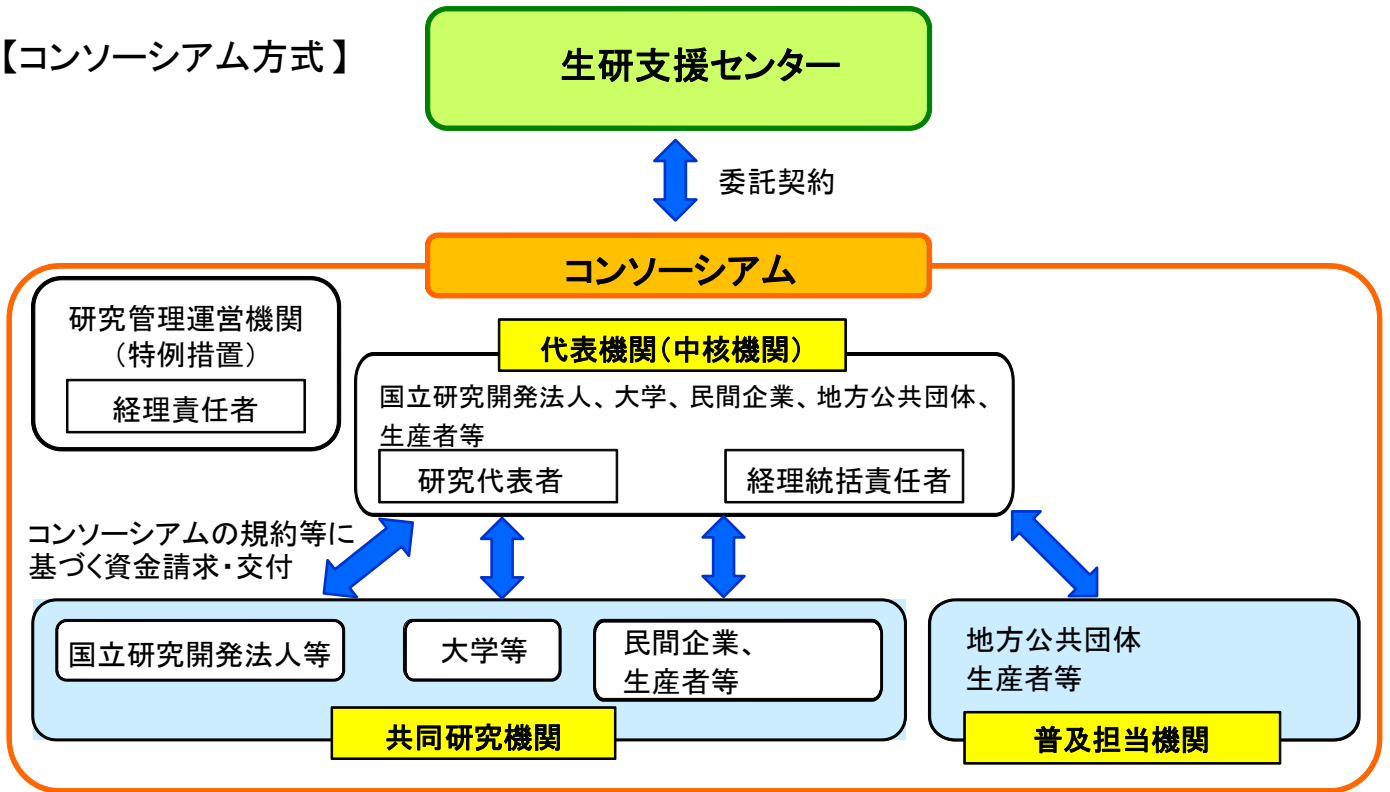 【コンソーシアム方式】
生研支援センター
委託契約
コンソーシアム
研究管理運営機関
（特例措置）
経理責任者
代表機関（中核機関）
国立研究開発法人、大学、民間企業、地方公共団体、
生産者等
研究代表者
経理統括責任者
コンソーシアムの規約等に
基づく資金請求・交付
国立研究開発法人等
大学等
民間企業、
生産者等
共同研究機関
地方公共団体
生産者等
普及担当機関